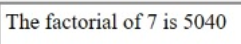 The factorial of 7 is 5040